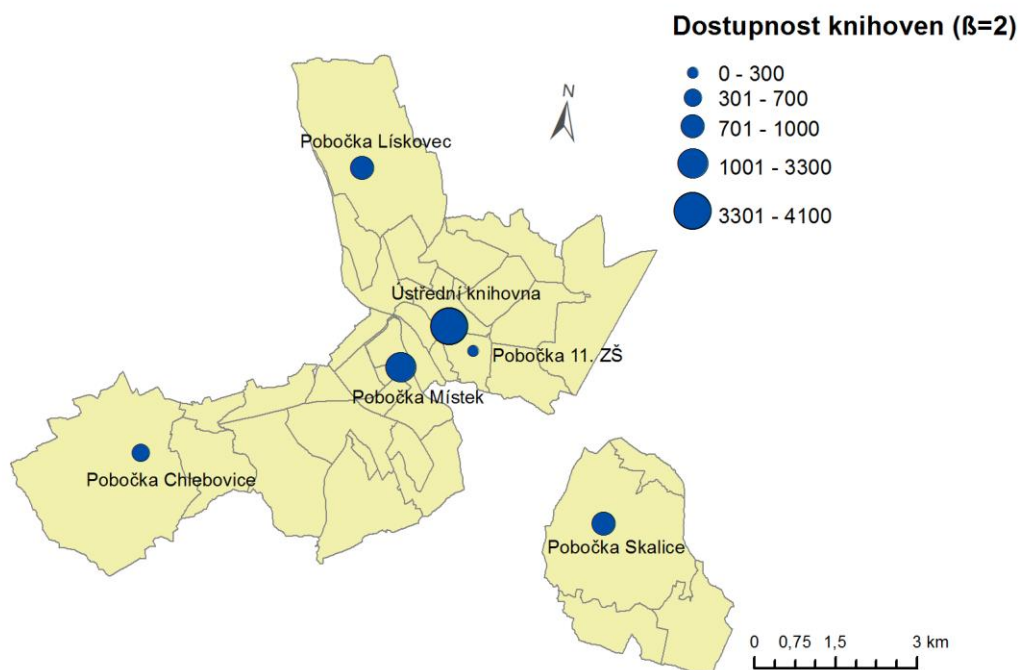 Dostupnost knihoven (ß=2)
0 - 300
301 - 700
701 - 1000
1001 - 3300
3301 - 4100
N
Pobočka Lískovec
Ústřední knihovna
Pobočka 11. ZŠ
Pobočka Místek
Pobočka Chlebovice
Pobočka Skalice
0 0,75 1,5 3 km